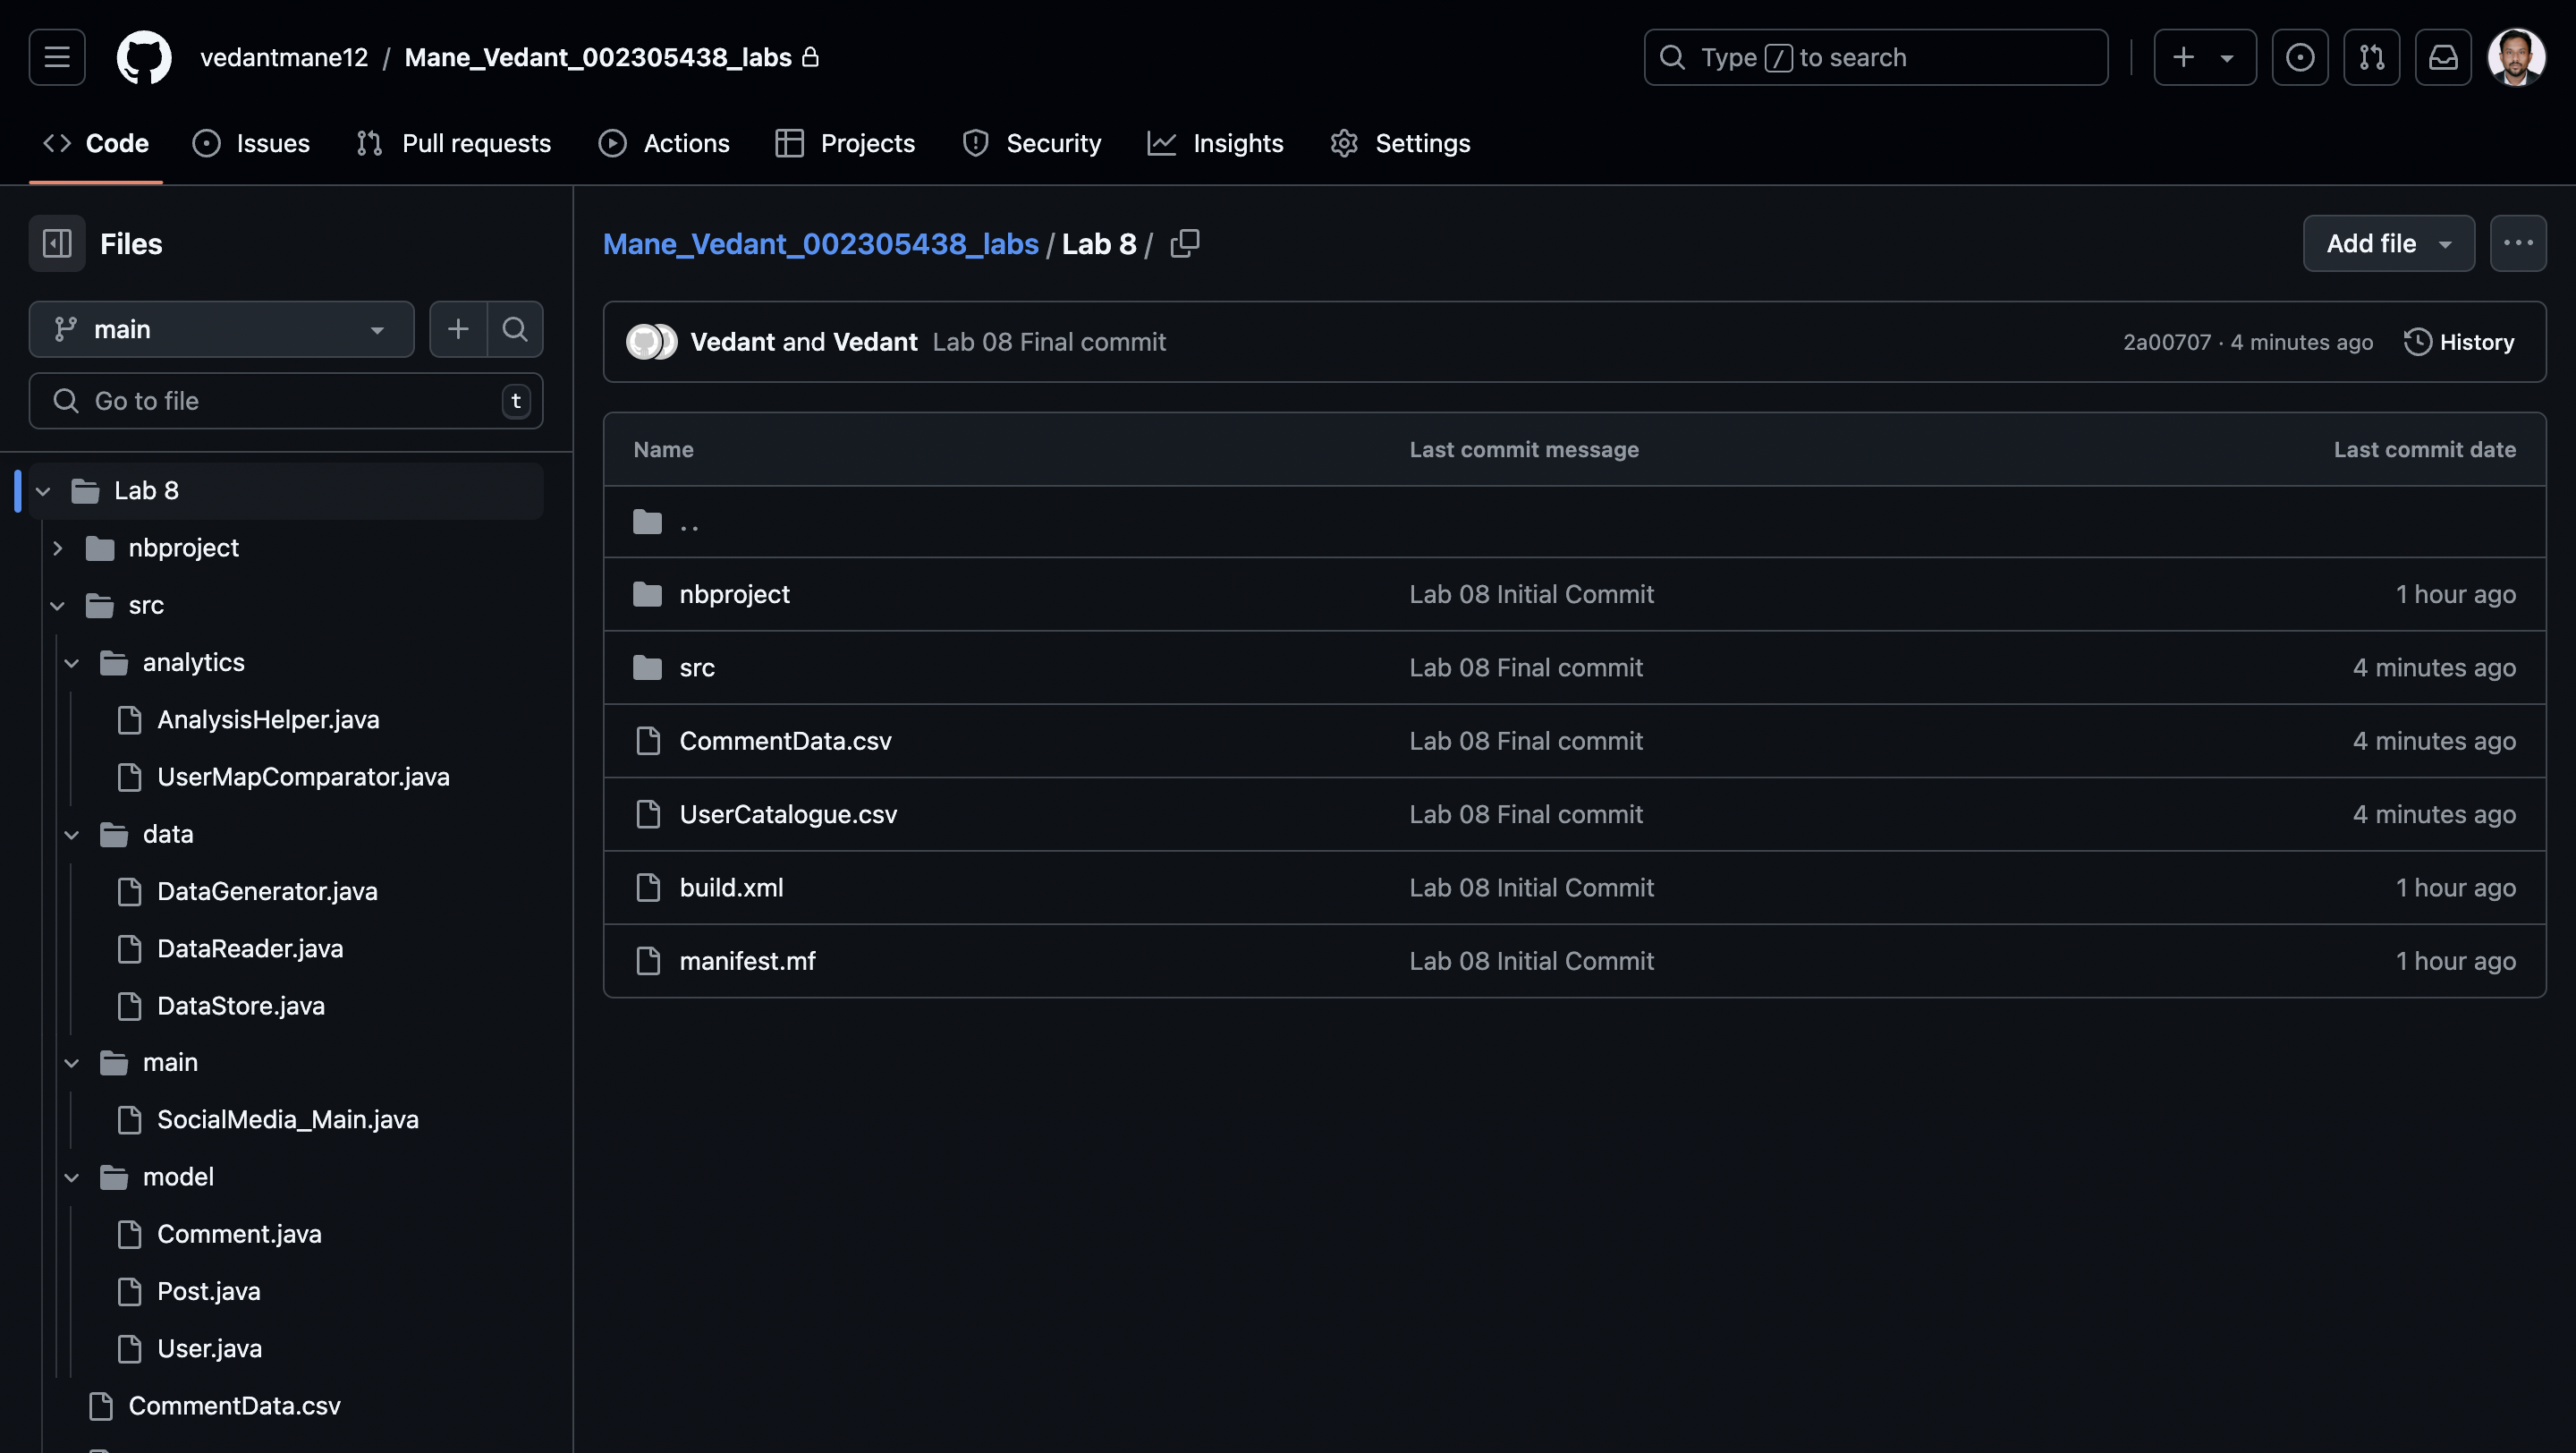 vedantmane12 / Mane_Vedant_002305438_labs
Type / to search
Code Issues Pull requests Actions Projects Security Insights Settings
Files
main
Go to file t
Lab 8
nbproject
src
analytics
AnalysisHelper.java
UserMapComparator.java
data
DataGenerator.java
DataReader.java
DataStore.java
main
SocialMedia_Main.java
model
Comment.java
Post.java
User.java
CommentData.csv
Mane_Vedant_002305438_labs / Lab 8 /
Add file
Vedant and Vedant Lab 08 Final commit 2a00707 · 4 minutes ago History
Name Last commit message Last commit date
..
nbproject Lab 08 Initial Commit 1 hour ago
src Lab 08 Final commit 4 minutes ago
CommentData.csv Lab 08 Final commit 4 minutes ago
UserCatalogue.csv Lab 08 Final commit 4 minutes ago
build.xml Lab 08 Initial Commit 1 hour ago
manifest.mf Lab 08 Initial Commit 1 hour ago